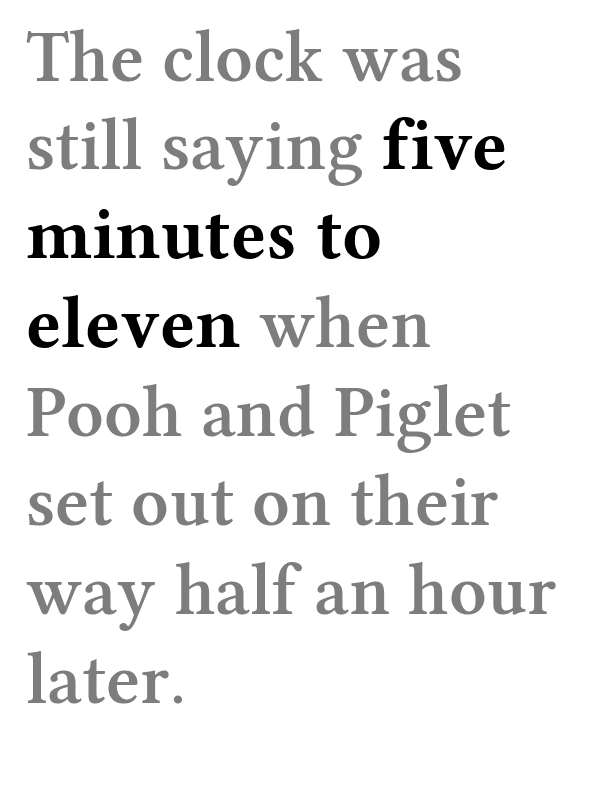 The clock was
still saying five
minutes to
eleven when
Pooh and Piglet
set out on their
way half an hour
later.